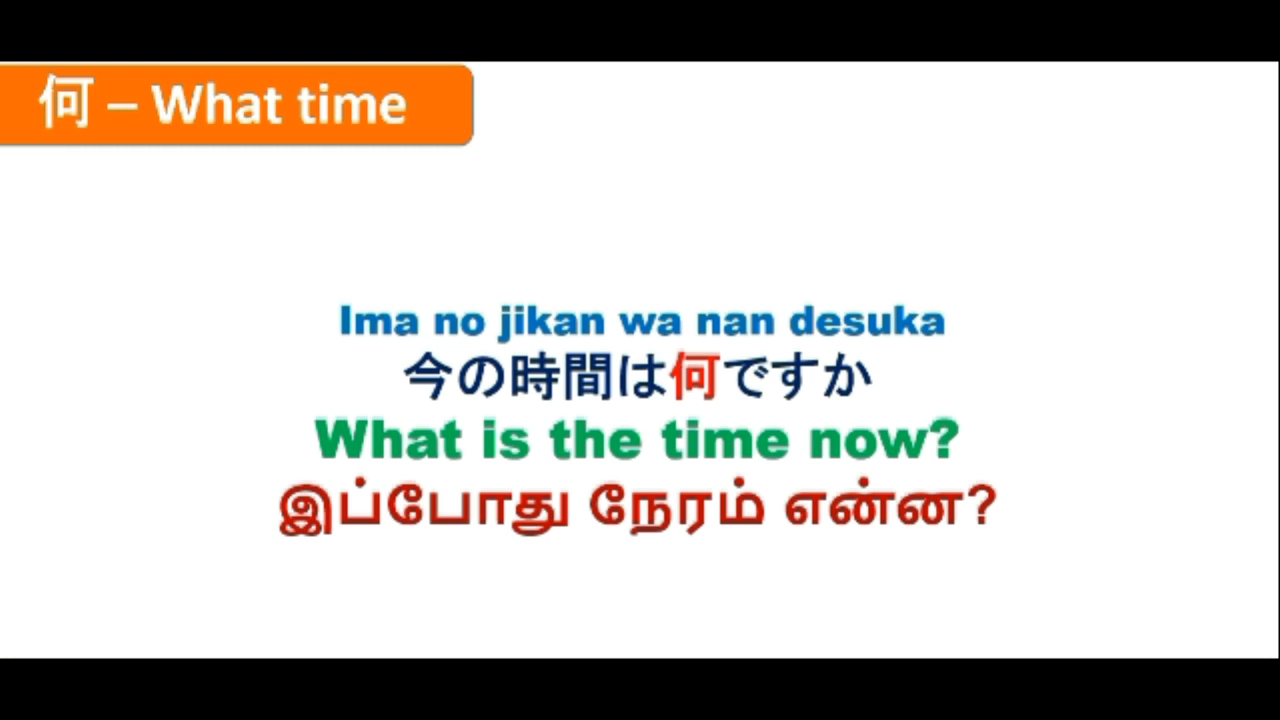 何 – What time
Ima no jikan wa nan desuka
今の時間は何ですか
What is the time now?
இப்போது நேரம் என்ன?